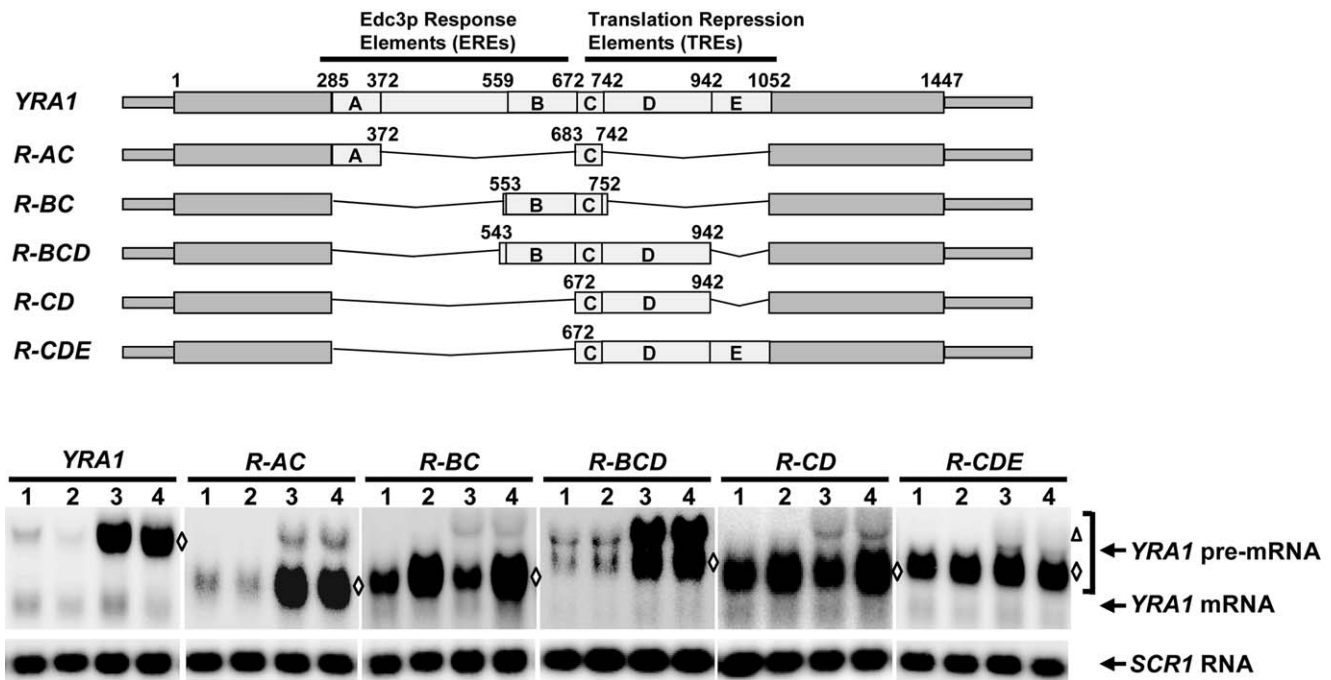 Edc3p Response Elements (EREs)
Translation Repression Elements (TREs)
1 285 372 559 672 742 942 1052 1447
YRA1 A B C D E
372 683 742
R-AC A C
553 752
R-BC B C
543 942
R-BCD B C D
672 942
R-CD C D
672
R-CDE C D E
YRA1 R-AC R-BC R-BCD R-CD R-CDE
1 2 3 4 1 2 3 4 1 2 3 4 1 2 3 4 1 2 3 4 1 2 3 4
YRA1 pre-mRNA
YRA1 mRNA
SCR1 RNA